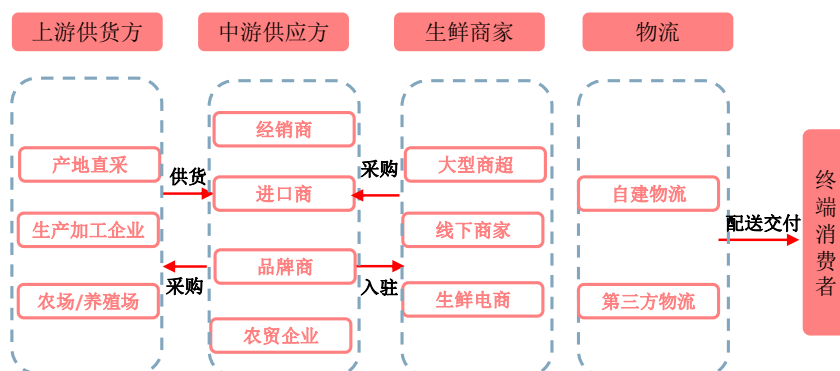 上游供货方
中游供应方
生鲜商家
物流
产地直采
生产加工企业
农场/养殖场
供货
采购
经销商
进口商
品牌商
农贸企业
采购
入驻
大型商超
线下商家
生鲜电商
自建物流
第三方物流
配送交付
终端消费者